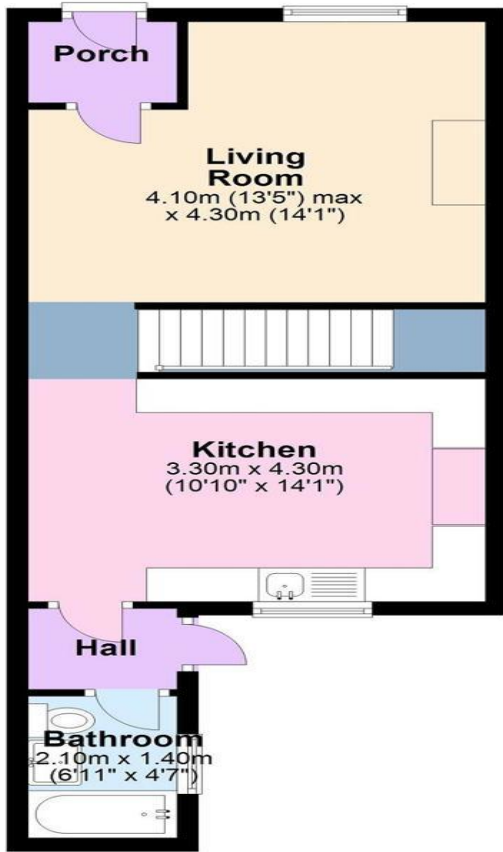 Porch
Living
Room
4.10m (13'5") max
x 4.30m (14'1")
Kitchen
3.30m x 4.30m
(10'10" x 14'1")
Hall
Bathroom
2.10m x 1.40m
(6'11" x 4'7")